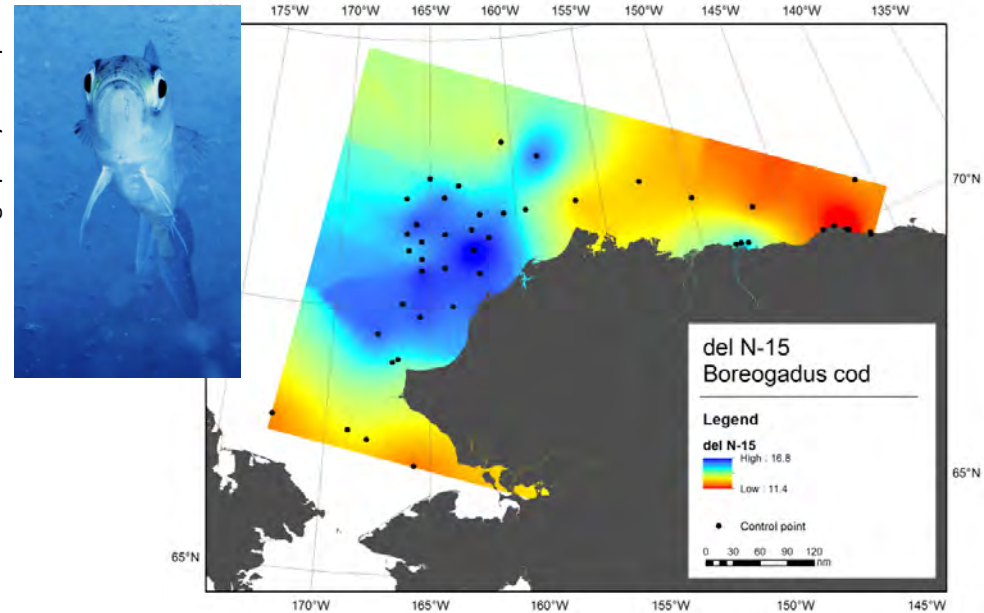 175°W 170°W 165°W 160°W 155°W 150°W 145°W 140°W 135°W
70°N
del N-15
Boreogadus cod
Legend
del N-15
High : 16.8
Low : 11.4
Control point
0 30 60 90 120
nm
65°N
65°N
170°W 165°W 160°W 155°W 150°W 145°W